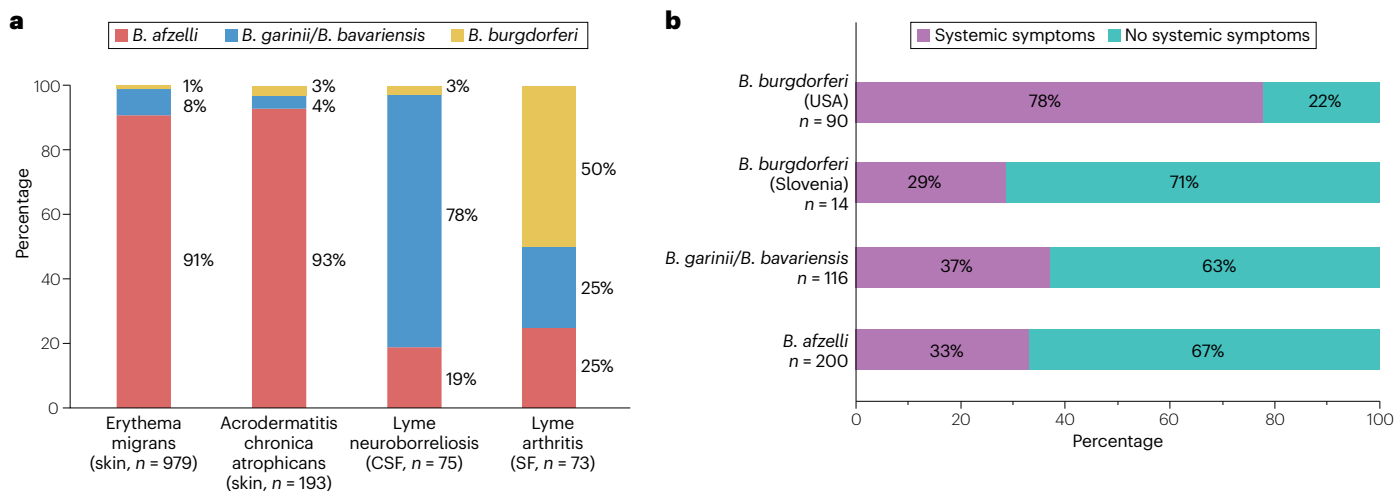 a
B. afzelli
B. garinii/B. bavariensis
B. burgdorferi
Percentage
100
80
60
40
20
0
1%
8%
91%
3%
4%
93%
3%
78%
19%
50%
25%
25%
Erythema
migrans
(skin, n = 979)
Acrodermatitis
chronica
atrophicans
(skin, n = 193)
Lyme
neuroborreliosis
(CSF, n = 75)
Lyme
arthritis
(SF, n = 73)
b
Systemic symptoms
No systemic symptoms
B. burgdorferi
(USA)
n = 90
78%
22%
B. burgdorferi
(Slovenia)
n = 14
29%
71%
B. garinii/B. bavariensis
n = 116
37%
63%
B. afzelli
n = 200
33%
67%
0
20
40
60
80
100
Percentage